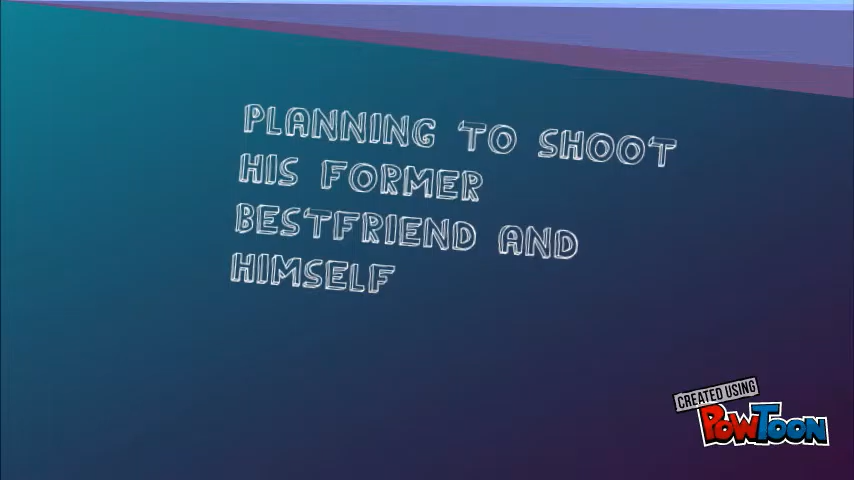 PLANNING TO SHOOT
HIS FORMER
BESTFRIEND AND
HIMSELF
CREATED USING
POWTOON